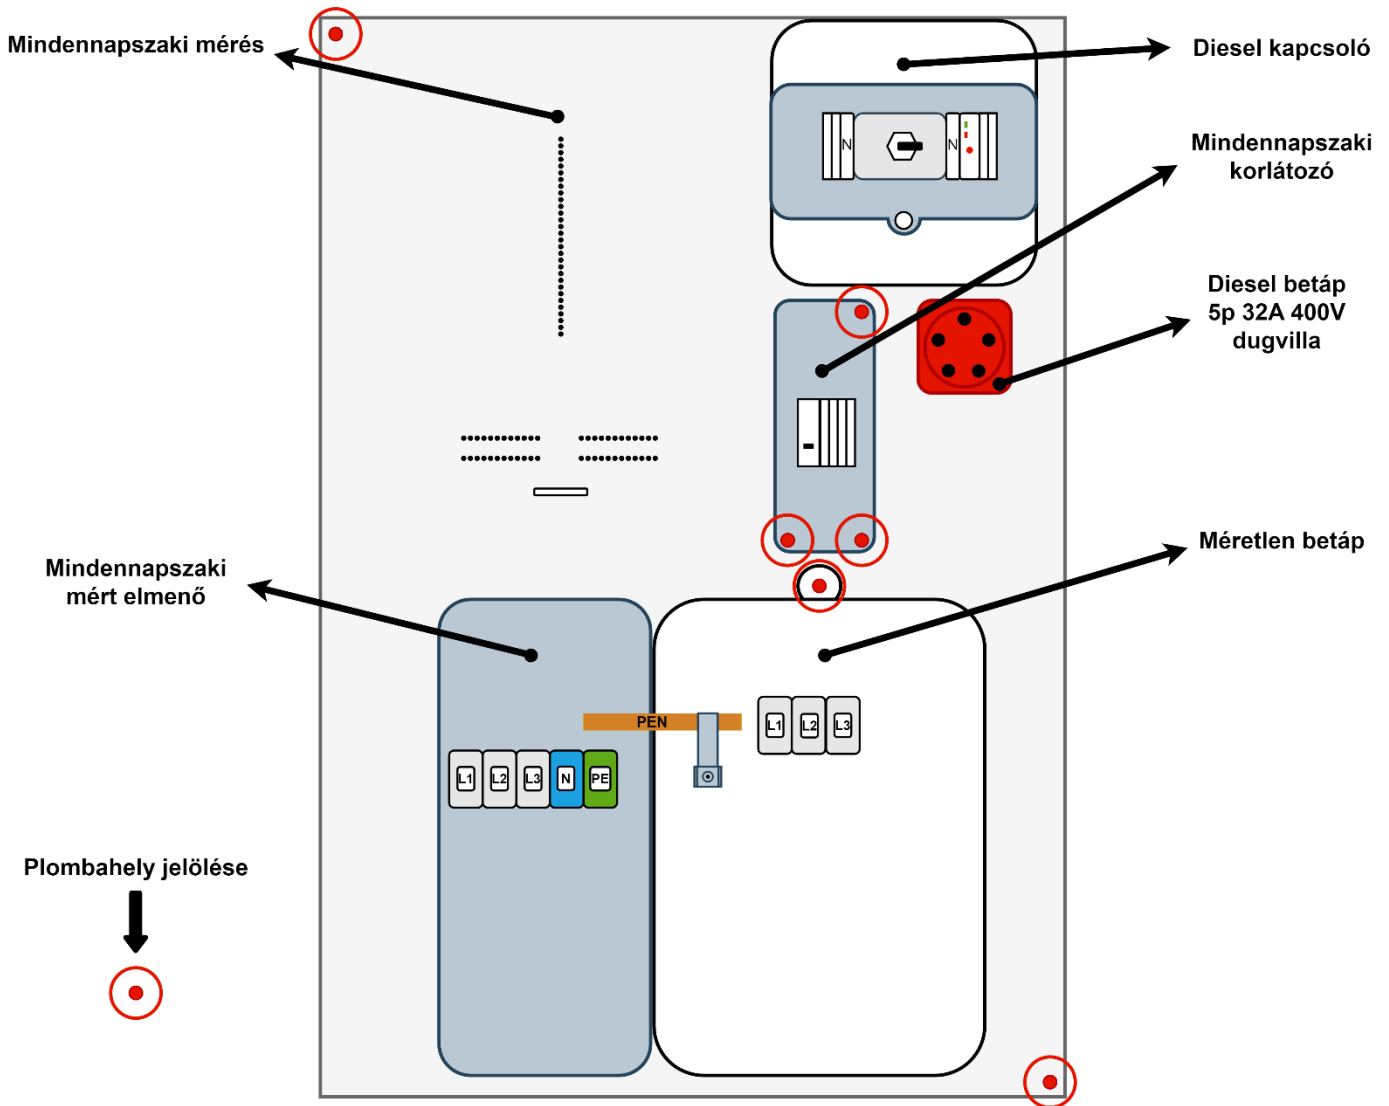 Mindennapszaki mérés
Diesel kapcsoló
N
N
Mindennapszaki
korlátozó
Diesel betáp
5p 32A 400V
dugvilla
Méretlen betáp
Mindennapszaki
mért elmenő
PEN
L1
L2
L3
L1
L2
L3
N
PE
Plombahely jelölése